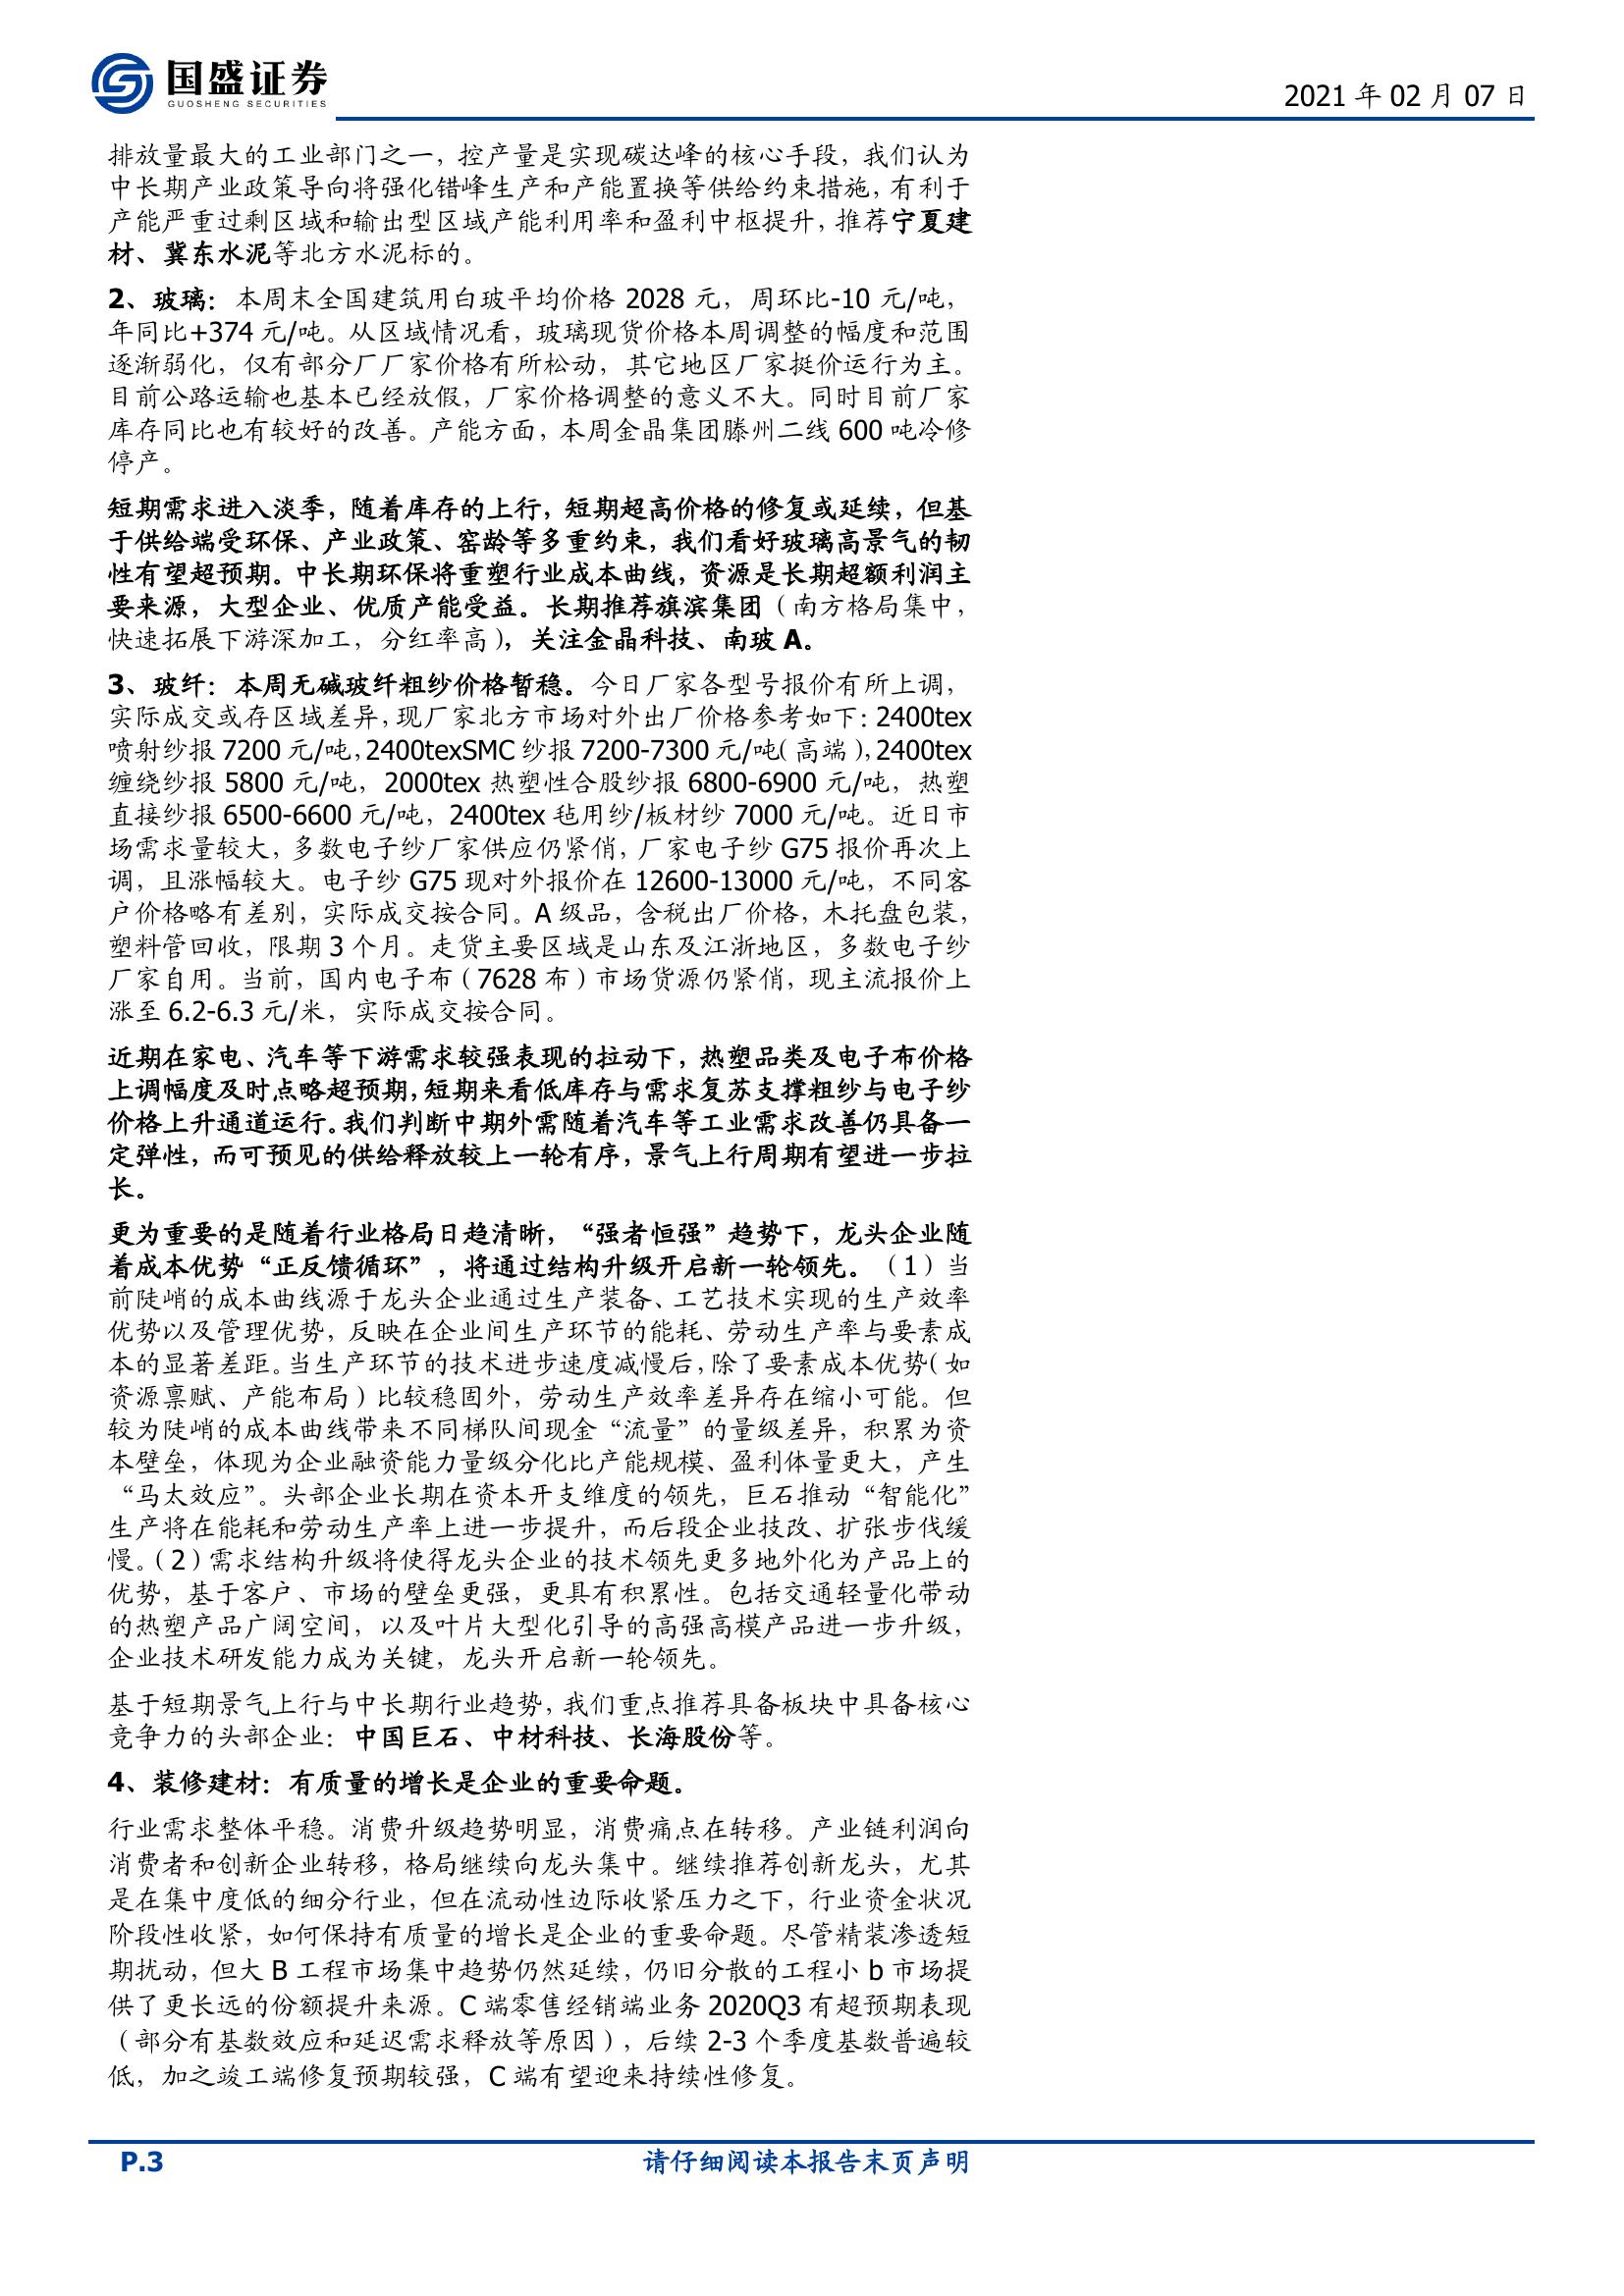 国盛证券
GUOSHENG SECURITIES
2021 年 02 月 07 日
排放量最大的工业部门之一，控产量是实现碳达峰的核心手段，我们认为
中长期产业政策导向将强化错峰生产和产能置换等供给约束措施，有利于
产能严重过剩区域和输出型区域产能利用率和盈利中枢提升，推荐宁夏建
材、冀东水泥等北方水泥标的。
2、玻璃：本周末全国建筑用白玻平均价格 2028 元，周环比-10 元/吨，
年同比+374 元/吨。从区域情况看，玻璃现货价格本周调整的幅度和范围
逐渐弱化，仅有部分厂厂家价格有所松动，其它地区厂家挺价运行为主。
目前公路运输也基本已经放假，厂家价格调整的意义不大。同时目前厂家
库存同比也有较好的改善。产能方面，本周金晶集团滕州二线 600 吨冷修
停产。
短期需求进入淡季，随着库存的上行，短期超高价格的修复或延续，但基
于供给端受环保、产业政策、窑龄等多重约束，我们看好玻璃高景气的韧
性有望超预期。中长期环保将重塑行业成本曲线，资源是长期超额利润主
要来源，大型企业、优质产能受益。长期推荐旗滨集团（南方格局集中，
快速拓展下游深加工，分红率高），关注金晶科技、南玻 A。
3、玻纤：本周无碱玻纤粗纱价格暂稳。今日厂家各型号报价有所上调，
实际成交或存区域差异，现厂家北方市场对外出厂价格参考如下：2400tex
喷射纱报 7200 元/吨，2400texSMC 纱报 7200-7300 元/吨（高端），2400tex
缠绕纱报 5800 元/吨，2000tex 热塑性合股纱报 6800-6900 元/吨，热塑
直接纱报 6500-6600 元/吨，2400tex 毡用纱/板材纱 7000 元/吨。近日市
场需求量较大，多数电子纱厂家供应仍紧俏，厂家电子纱 G75 报价再次上
调，且涨幅较大。电子纱 G75 现对外报价在 12600-13000 元/吨，不同客
户价格略有差别，实际成交按合同。A 级品，含税出厂价格，木托盘包装，
塑料管回收，限期 3 个月。走货主要区域是山东及江浙地区，多数电子纱
厂家自用。当前，国内电子布（7628 布）市场货源仍紧俏，现主流报价上
涨至 6.2-6.3 元/米，实际成交按合同。
近期在家电、汽车等下游需求较强表现的拉动下，热塑品类及电子布价格
上调幅度及时点略超预期，短期来看低库存与需求复苏支撑粗纱与电子纱
价格上升通道运行。我们判断中期外需随着汽车等工业需求改善仍具备一
定弹性，而可预见的供给释放较上一轮有序，景气上行周期有望进一步拉
长。
更为重要的是随着行业格局日趋清晰，“强者恒强”趋势下，龙头企业随
着成本优势“正反馈循环”，将通过结构升级开启新一轮领先。（1）当
前陡峭的成本曲线源于龙头企业通过生产装备、工艺技术实现的生产效率
优势以及管理优势，反映在企业间生产环节的能耗、劳动生产率与要素成
本的显著差距。当生产环节的技术进步速度减慢后，除了要素成本优势（如
资源禀赋、产能布局）比较稳固外，劳动生产效率差异存在缩小可能。但
较为陡峭的成本曲线带来不同梯队间现金“流量”的量级差异，积累为资
本壁垒，体现为企业融资能力量级分化比产能规模、盈利体量更大，产生
“马太效应”。头部企业长期在资本开支维度的领先，巨石推动“智能化”
生产将在能耗和劳动生产率上进一步提升，而后段企业技改、扩张步伐缓
慢。（2）需求结构升级将使得龙头企业的技术领先更多地外化为产品上的
优势，基于客户、市场的壁垒更强，更具有积累性。包括交通轻量化带动
的热塑产品广阔空间，以及叶片大型化引导的高强高模产品进一步升级，
企业技术研发能力成为关键，龙头开启新一轮领先。
基于短期景气上行与中长期行业趋势，我们重点推荐具备板块中具备核心
竞争力的头部企业：中国巨石、中材科技、长海股份等。
4、装修建材：有质量的增长是企业的重要命题。
行业需求整体平稳。消费升级趋势明显，消费痛点在转移。产业链利润向
消费者和创新企业转移，格局继续向龙头集中。继续推荐创新龙头，尤其
是在集中度低的细分行业，但在流动性边际收紧压力之下，行业资金状况
阶段性收紧，如何保持有质量的增长是企业的重要命题。尽管精装渗透短
期扰动，但大 B 工程市场集中趋势仍然延续，仍旧分散的工程小 b 市场提
供了更长远的份额提升来源。C 端零售经销端业务 2020Q3 有超预期表现
（部分有基数效应和延迟需求释放等原因），后续 2-3 个季度基数普遍较
低，加之竣工端修复预期较强，C 端有望迎来持续性修复。
P.3
请仔细阅读本报告末页声明